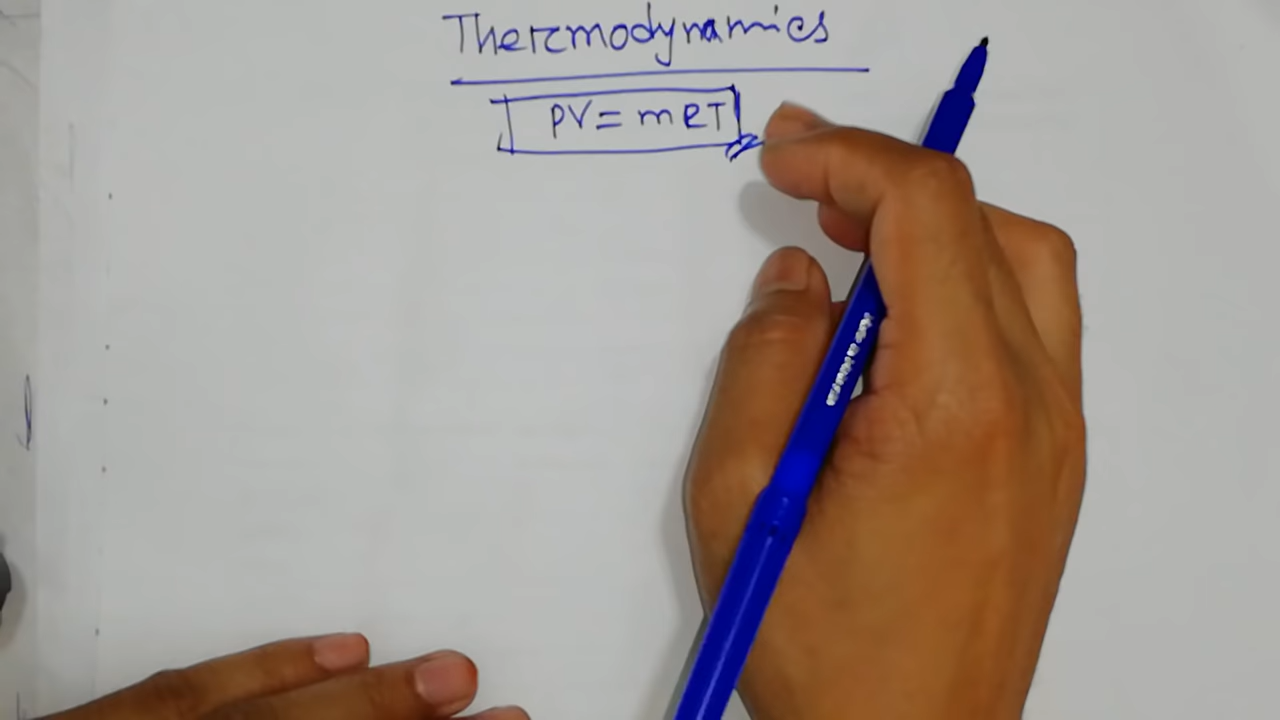 Thermodynamics
PV = mRT